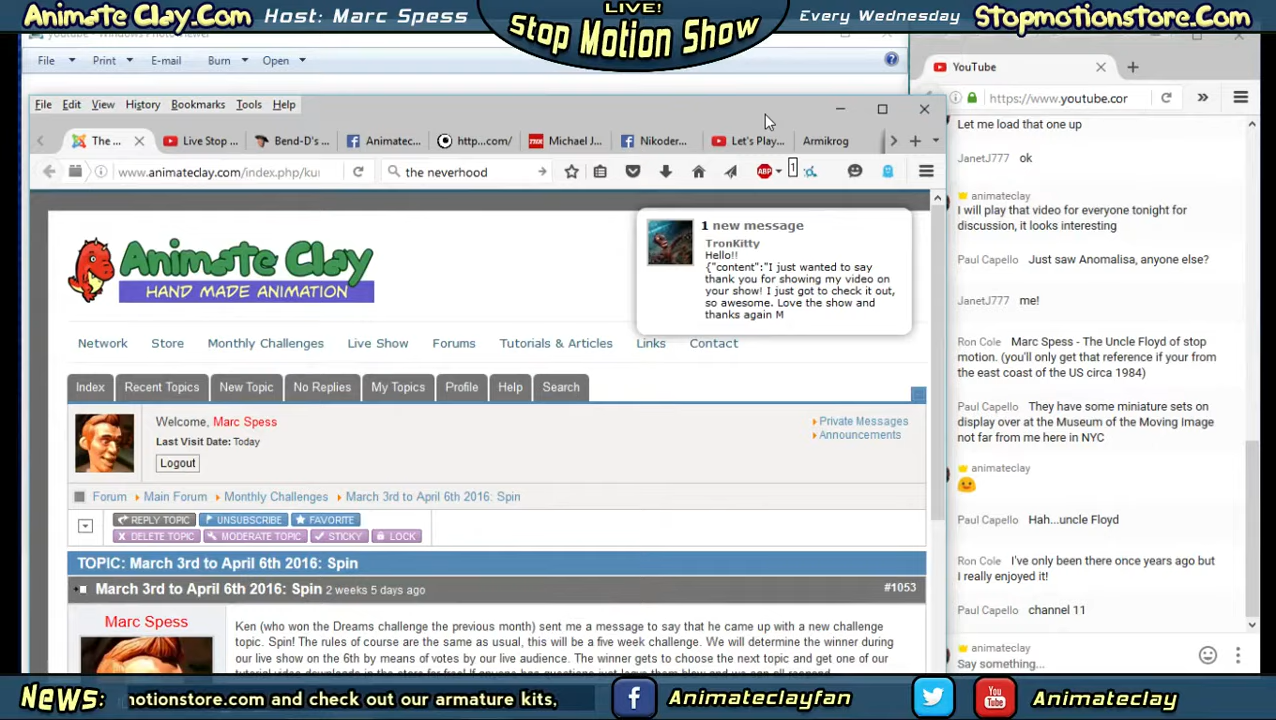 Animate Clay.Com Host: Marc Spess
LIVE!
Stop Motion Show
Every Wednesday Stopmotionstore.Com
File Print E-mail Burn Open
File Edit View History Bookmarks Tools Help
The ... Live Stop ... Bend-D's ... Animatec... http...com/ Michael J... Nikoder... Let's Play... Armikrog
www.animateclay.com/index.php/kur
the neverhood
ABP
1
Animate Clay
HAND MADE ANIMATION
1 new message
TronKitty
Hello!!
{"content":"I just wanted to say
thank you for showing my video on
your show! I just got to check it out,
so awesome. Love the show and
thanks again M
Network Store Monthly Challenges Live Show Forums Tutorials & Articles Links Contact
Index Recent Topics New Topic No Replies My Topics Profile Help Search
Welcome, Marc Spess
Last Visit Date: Today
Logout
Private Messages
Announcements
Forum Main Forum Monthly Challenges March 3rd to April 6th 2016: Spin
REPLY TOPIC UNSUBSCRIBE FAVORITE
DELETE TOPIC MODERATE TOPIC STICKY LOCK
TOPIC: March 3rd to April 6th 2016: Spin
March 3rd to April 6th 2016: Spin 2 weeks 5 days ago #1053
Marc Spess
Ken (who won the Dreams challenge the previous month) sent me a message to say that he came up with a new challenge
topic. Spin! The rules of course are the same as usual, this will be a five week challenge. We will determine the winner during
our live show on the 6th by means of votes by our live audience. The winner gets to choose the next topic and get one of our
YouTube
https://www.youtube.cor
Let me load that one up
JanetJ777 ok
animateclay
I will play that video for everyone tonight for
discussion, it looks interesting
Paul Capello Just saw Anomalisa, anyone else?
JanetJ777 me!
Ron Cole Marc Spess - The Uncle Floyd of stop
motion. (you'll only get that reference if your from
the east coast of the US circa 1984)
Paul Capello They have some miniature sets on
display over at the Museum of the Moving Image
not far from me here in NYC
animateclay
Paul Capello Hah...uncle Floyd
Ron Cole I've only been there once years ago but
I really enjoyed it!
Paul Capello channel 11
animateclay
Say something...
News: notionstore.com and check out our armature kits,
Animateclayfan
You Tube
Animateclay